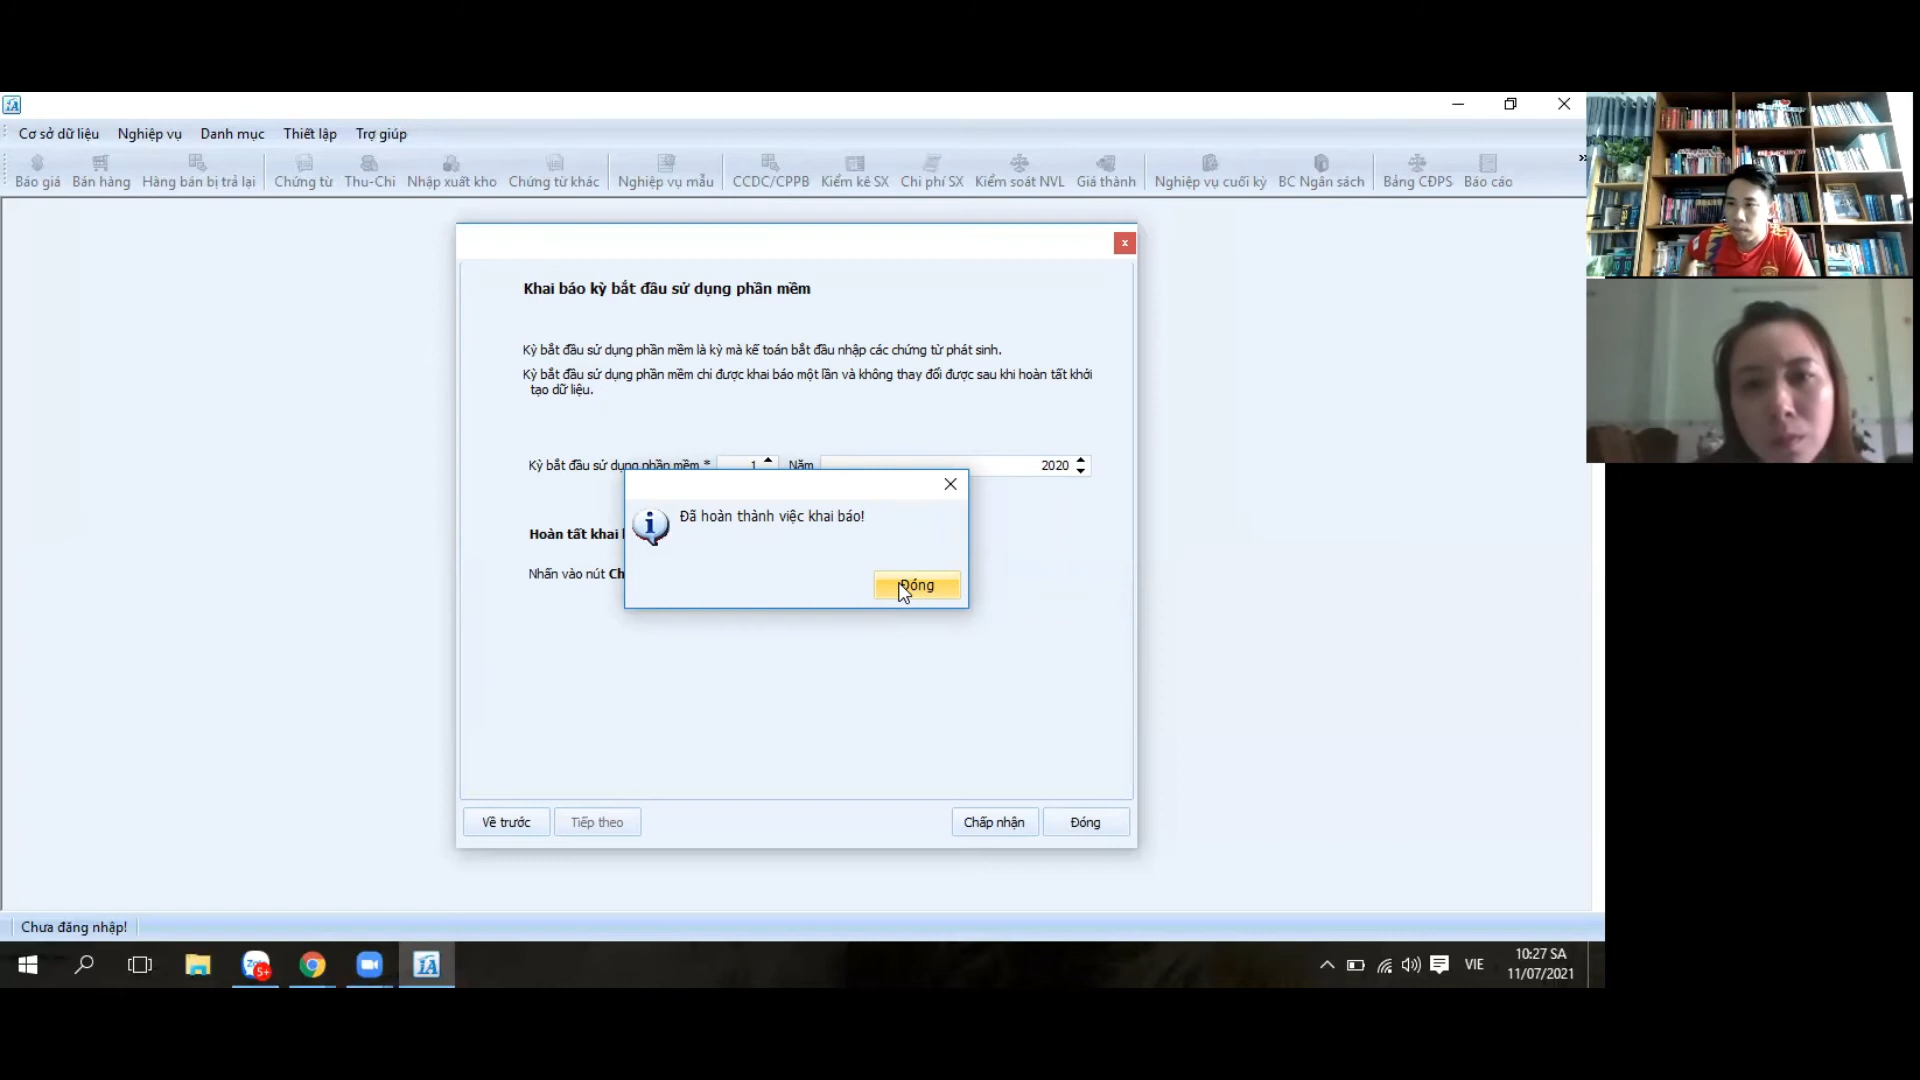 Cơ sở dữ liệu Nghiệp vụ Danh mục Thiết lập Trợ giúp
Báo giá Bán hàng Hàng bán bị trả lại Chứng từ Thu-Chi Nhập xuất kho Chứng từ khác Nghiệp vụ mẫu CCDC/CPPB Kiểm kê SX Chi phí SX Kiểm soát NVL Giá thành Nghiệp vụ cuối kỳ BC Ngân sách Bảng CĐPS Báo cáo
Khai báo kỳ bắt đầu sử dụng phần mềm
Kỳ bắt đầu sử dụng phần mềm là kỳ mà kế toán bắt đầu nhập các chứng từ phát sinh.
Kỳ bắt đầu sử dụng phần mềm chỉ được khai báo một lần và không thay đổi được sau khi hoàn tất khởi
tạo dữ liệu.
Kỳ bắt đầu sử dụng phần mềm * 1 Năm 2020
Đã hoàn thành việc khai báo!
Hoàn tất khai
Nhấn vào nút Ch
Đóng
Về trước Tiếp theo Chấp nhận Đóng
Chưa đăng nhập!
iA
5+
VIE
10:27 SA
11/07/2021